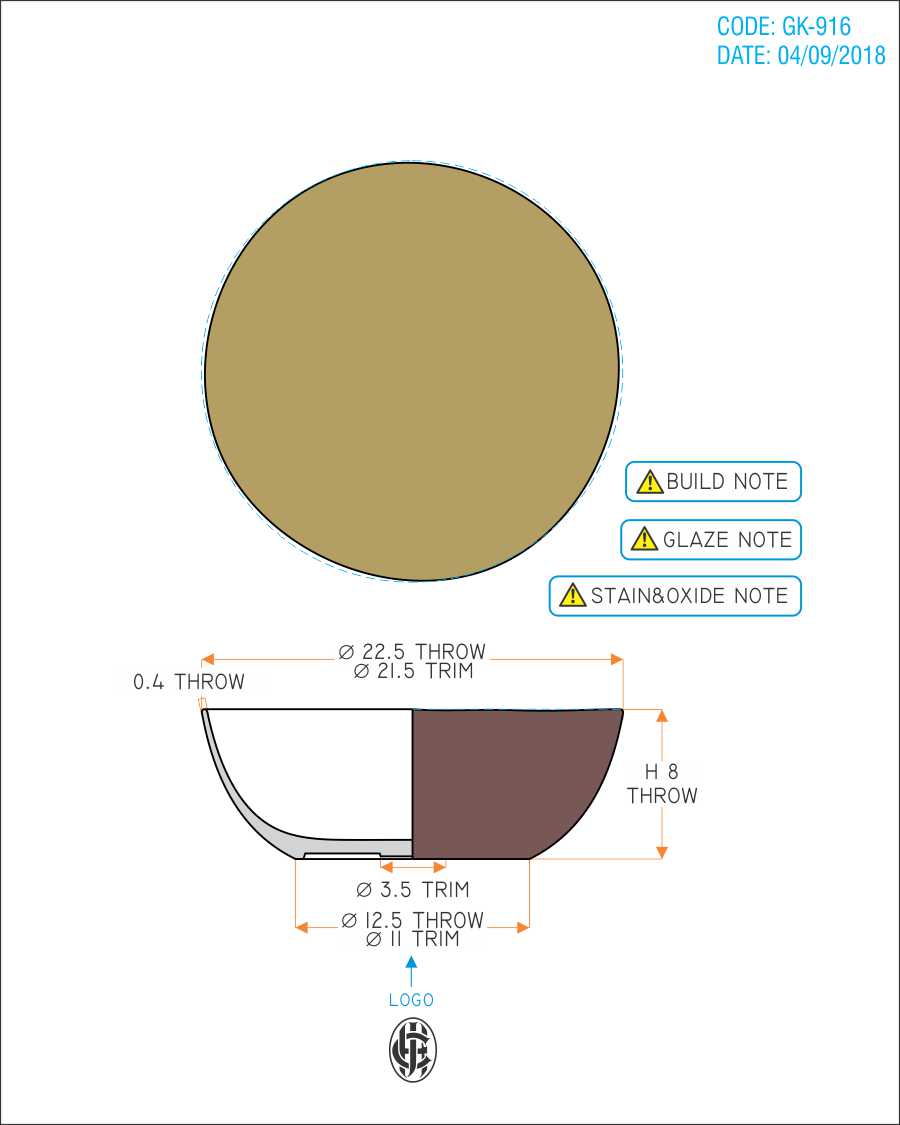 CODE: GK-916
DATE: 04/09/2018
BUILD NOTE
GLAZE NOTE
STAIN&OXIDE NOTE
Ø 22.5 THROW
Ø 21.5 TRIM
0.4 THROW
H 8
THROW
Ø 3.5 TRIM
Ø 12.5 THROW
Ø 11 TRIM
LOGO